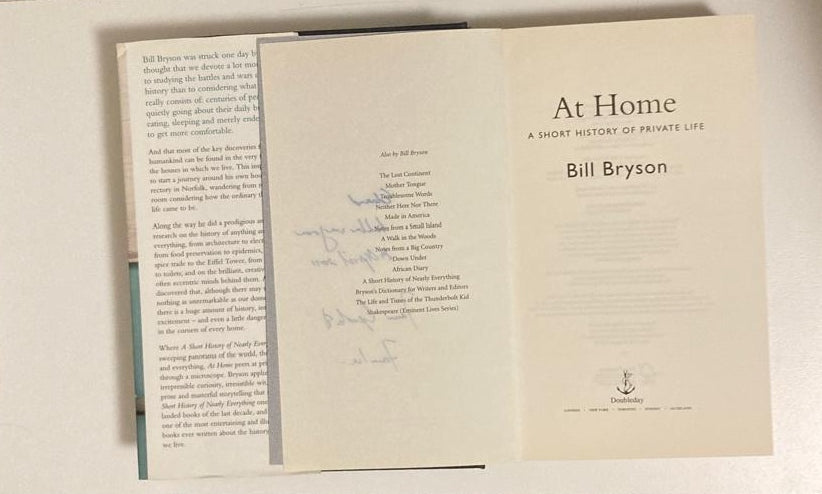 Bill Bryson was struck one day b
thought that we devote a lot mo
to studying the battles and wars
history than to considering what
really consists of: centuries of pe
quietly going about their daily b
eating, sleeping and merely ende
to get more comfortable.
And that most of the key discoveries
humankind can be found in the very
the houses in which we live. This
to start a journey around his own ho
rectory in Norfolk, wandering from
room considering how the ordinary
life came to be.
Along the way he did a prodigious
research on the history of anything
everything, from architecture to elect
from food preservation to epidemics,
spice trade to the Eiffel Tower, from
to toilets; and on the brilliant, creativ
often eccentric minds behind them.
discovered that, although there may
nothing as unremarkable as our dome
there is a huge amount of history,
excitement – and even a little dange
in the corners of every home.
Where A Short History of Nearly Ever
sweeping panorama of the world, th
and everything, At Home peers at
through a microscope. Bryson applie
irrepressible curiosity, irresistible wit
prose and masterful storytelling that
Short History of Nearly Everything one
lauded books of the last decade, and
one of the most entertaining and illu
books ever written about the history
we live.
Also by Bill Bryson
The Lost Continent
Mother Tongue
Troublesome Words
Neither Here Nor There
Made in America
Notes from a Small Island
A Walk in the Woods
Notes from a Big Country
Down Under
African Diary
A Short History of Nearly Everything
Bryson's Dictionary for Writers and Editors
The Life and Times of the Thunderbolt Kid
Shakespeare (Eminent Lives Series)
At Home
A SHORT HISTORY OF PRIVATE LIFE
Bill Bryson
Doubleday
LONDON • NEW YORK • TORONTO • SYDNEY • AUCKLAND